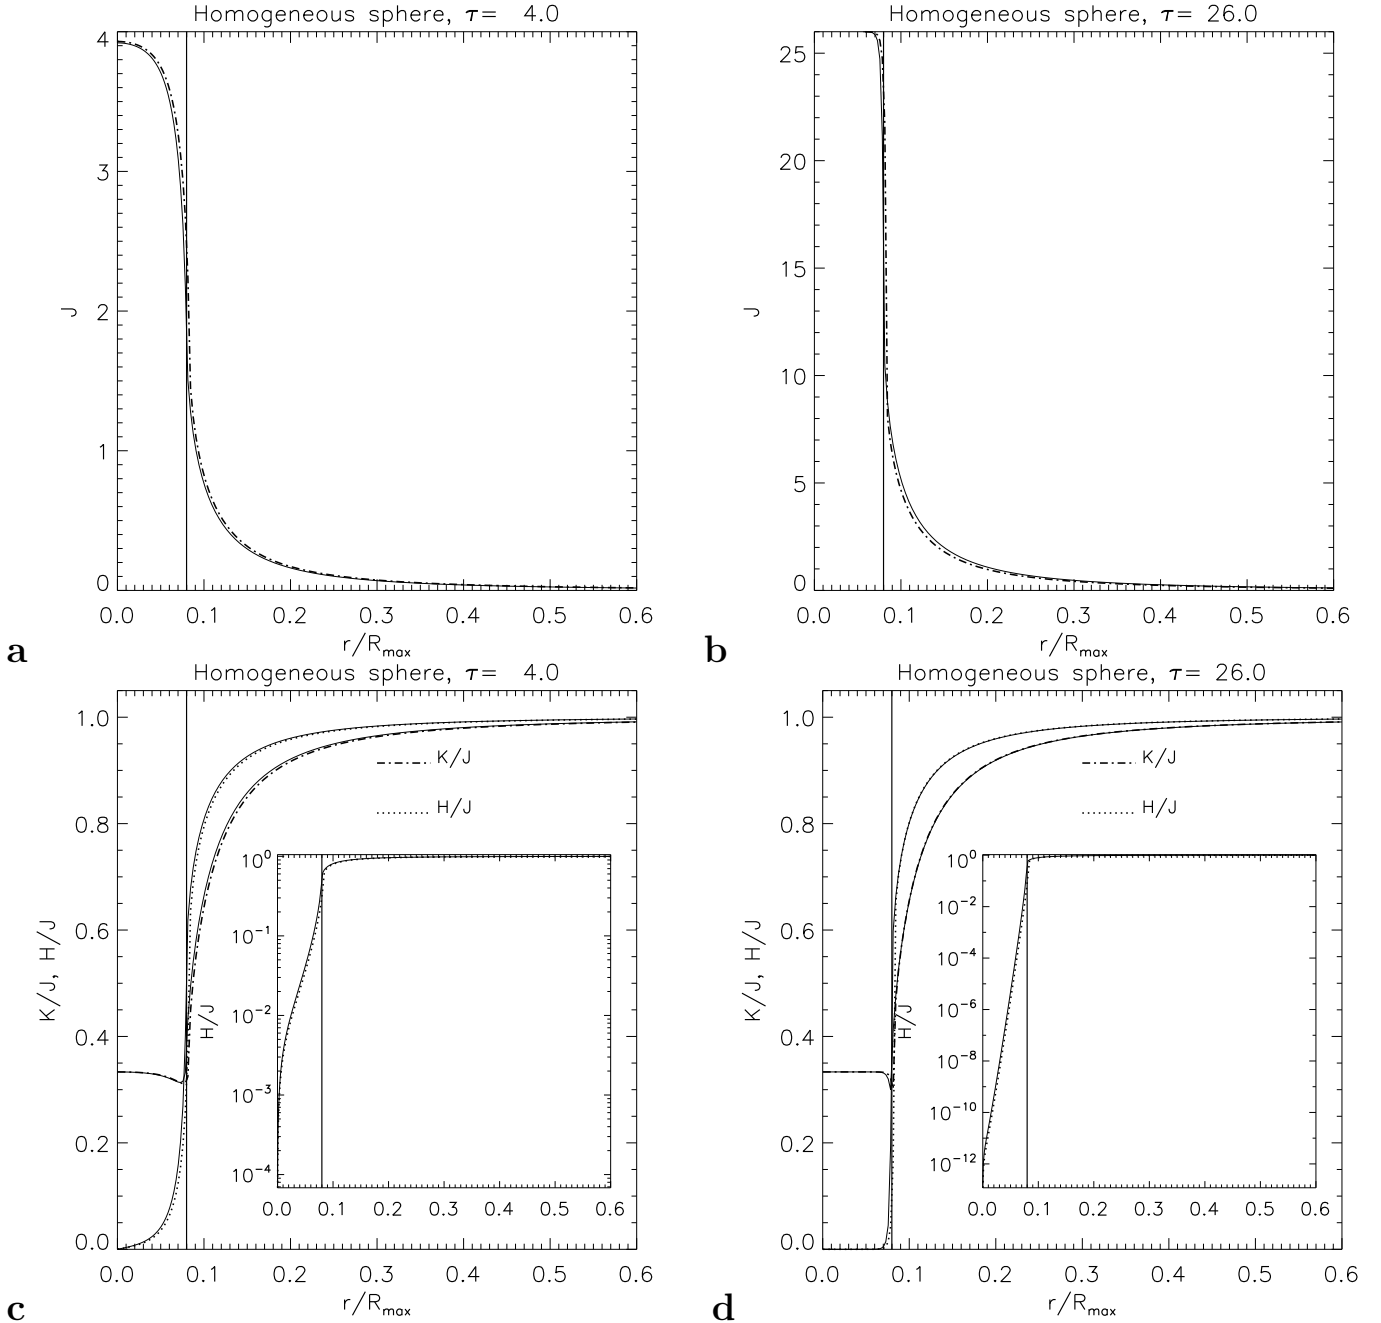 Homogeneous sphere, τ= 4.0
4
3
2
1
0
J
0.0 0.1 0.2 0.3 0.4 0.5 0.6
r/Rmax
a
Homogeneous sphere, τ= 26.0
25
20
15
10
5
0
J
0.0 0.1 0.2 0.3 0.4 0.5 0.6
r/Rmax
b
Homogeneous sphere, τ= 4.0
1.0
0.8
0.6
0.4
0.2
0.0
K/J, H/J
K/J
H/J
10^0
10^-1
10^-2
10^-3
10^-4
H/J
0.0 0.1 0.2 0.3 0.4 0.5 0.6
0.0 0.1 0.2 0.3 0.4 0.5 0.6
r/Rmax
c
Homogeneous sphere, τ= 26.0
1.0
0.8
0.6
0.4
0.2
0.0
K/J, H/J
K/J
H/J
10^0
10^-2
10^-4
10^-6
10^-8
10^-10
10^-12
H/J
0.0 0.1 0.2 0.3 0.4 0.5 0.6
0.0 0.1 0.2 0.3 0.4 0.5 0.6
r/Rmax
d